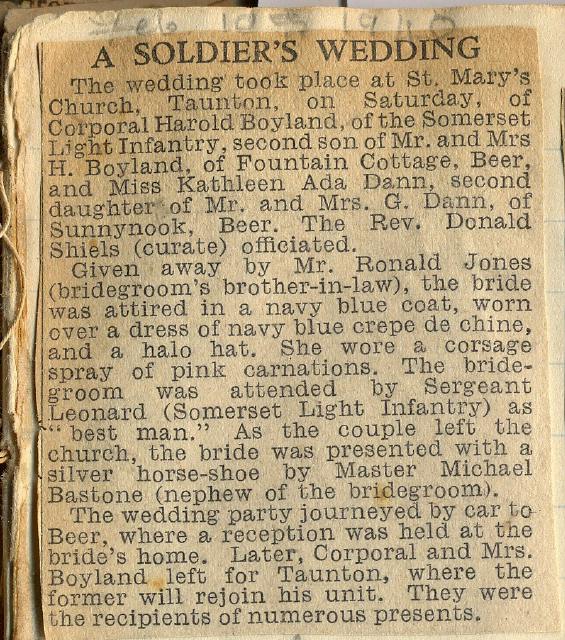 Feb 10th 1940
A SOLDIER'S WEDDING
The wedding took place at St. Mary's
Church, Taunton, on Saturday, of
Corporal Harold Boyland, of the Somerset
Light Infantry, second son of Mr. and Mrs
H. Boyland, of Fountain Cottage, Beer,
and Miss Kathleen Ada Dann, second
daughter of Mr. and Mrs. G. Dann, of
Sunnynook, Beer. The Rev. Donald
Shiels (curate) officiated.
Given away by Mr. Ronald Jones
(bridegroom's brother-in-law), the bride
was attired in a navy blue coat, worn
over a dress of navy blue crepe de chine,
and a halo hat. She wore a corsage
spray of pink carnations. The bride-
groom was attended by Sergeant
Leonard (Somerset Light Infantry) as
"best man." As the couple left the
church, the bride was presented with a
silver horse-shoe by Master Michael
Bastone (nephew of the bridegroom).
The wedding party journeyed by car to
Beer, where a reception was held at the
bride's home. Later, Corporal and Mrs.
Boyland left for Taunton, where the
former will rejoin his unit. They were
the recipients of numerous presents.